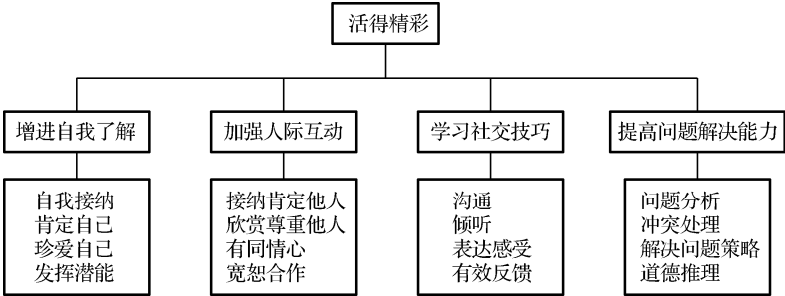 活得精彩
增进自我了解
加强人际互动
学习社交技巧
提高问题解决能力
自我接纳
肯定自己
珍爱自己
发挥潜能
接纳肯定他人
欣赏尊重他人
有同情心
宽恕合作
沟通
倾听
表达感受
有效反馈
问题分析
冲突处理
解决问题策略
道德推理